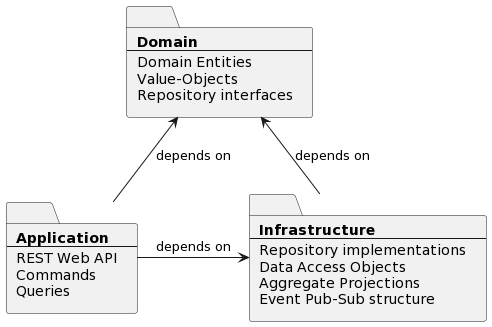 Domain
Domain Entities
Value-Objects
Repository interfaces
depends on
depends on
Application
REST Web API
Commands
Queries
depends on
Infrastructure
Repository implementations
Data Access Objects
Aggregate Projections
Event Pub-Sub structure